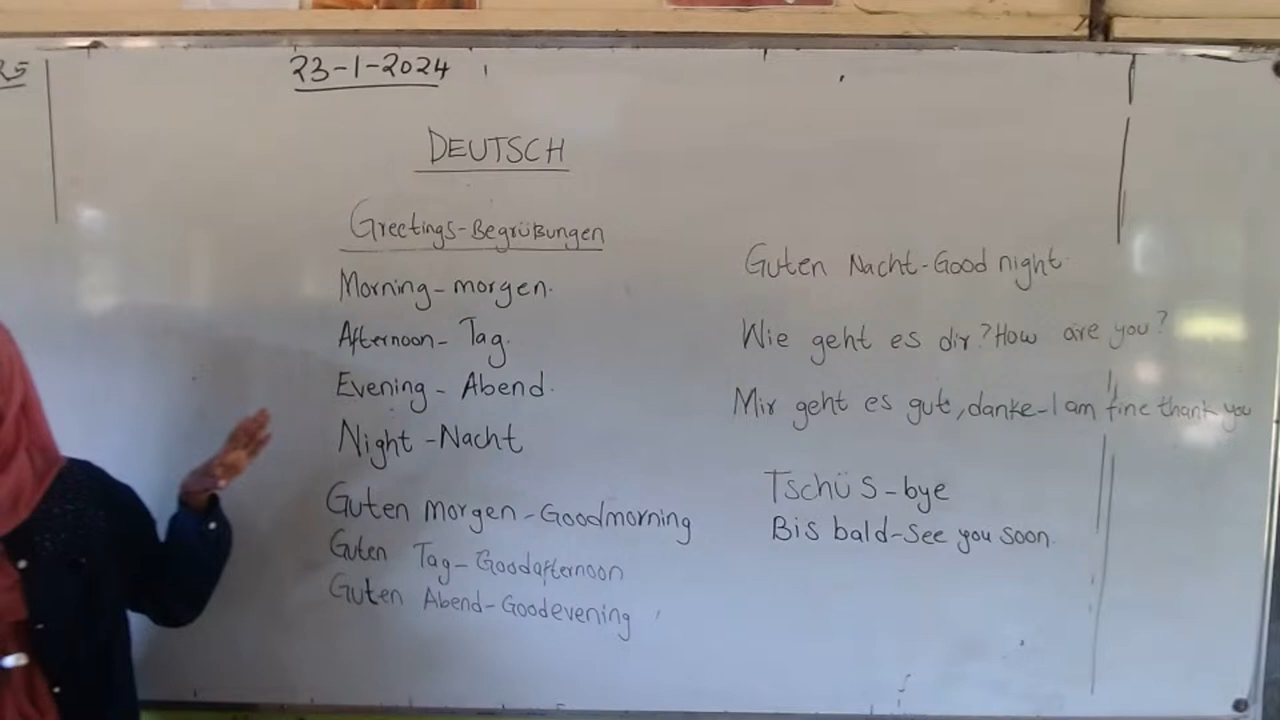 25
23-1-2024
DEUTSCH
Greetings-Begrüßungen
Morning-morgen.
Afternoon-Tag.
Evening-Abend.
Night-Nacht
Guten morgen-Goodmorning
Guten Tag-Goodafternoon
Guten Abend-Goodevening
Guten Nacht-Good night
Wie geht es dir?How are you?
Mir geht es gut,danke-I am fine thank you
Tschüs-bye
Bis bald-See you soon